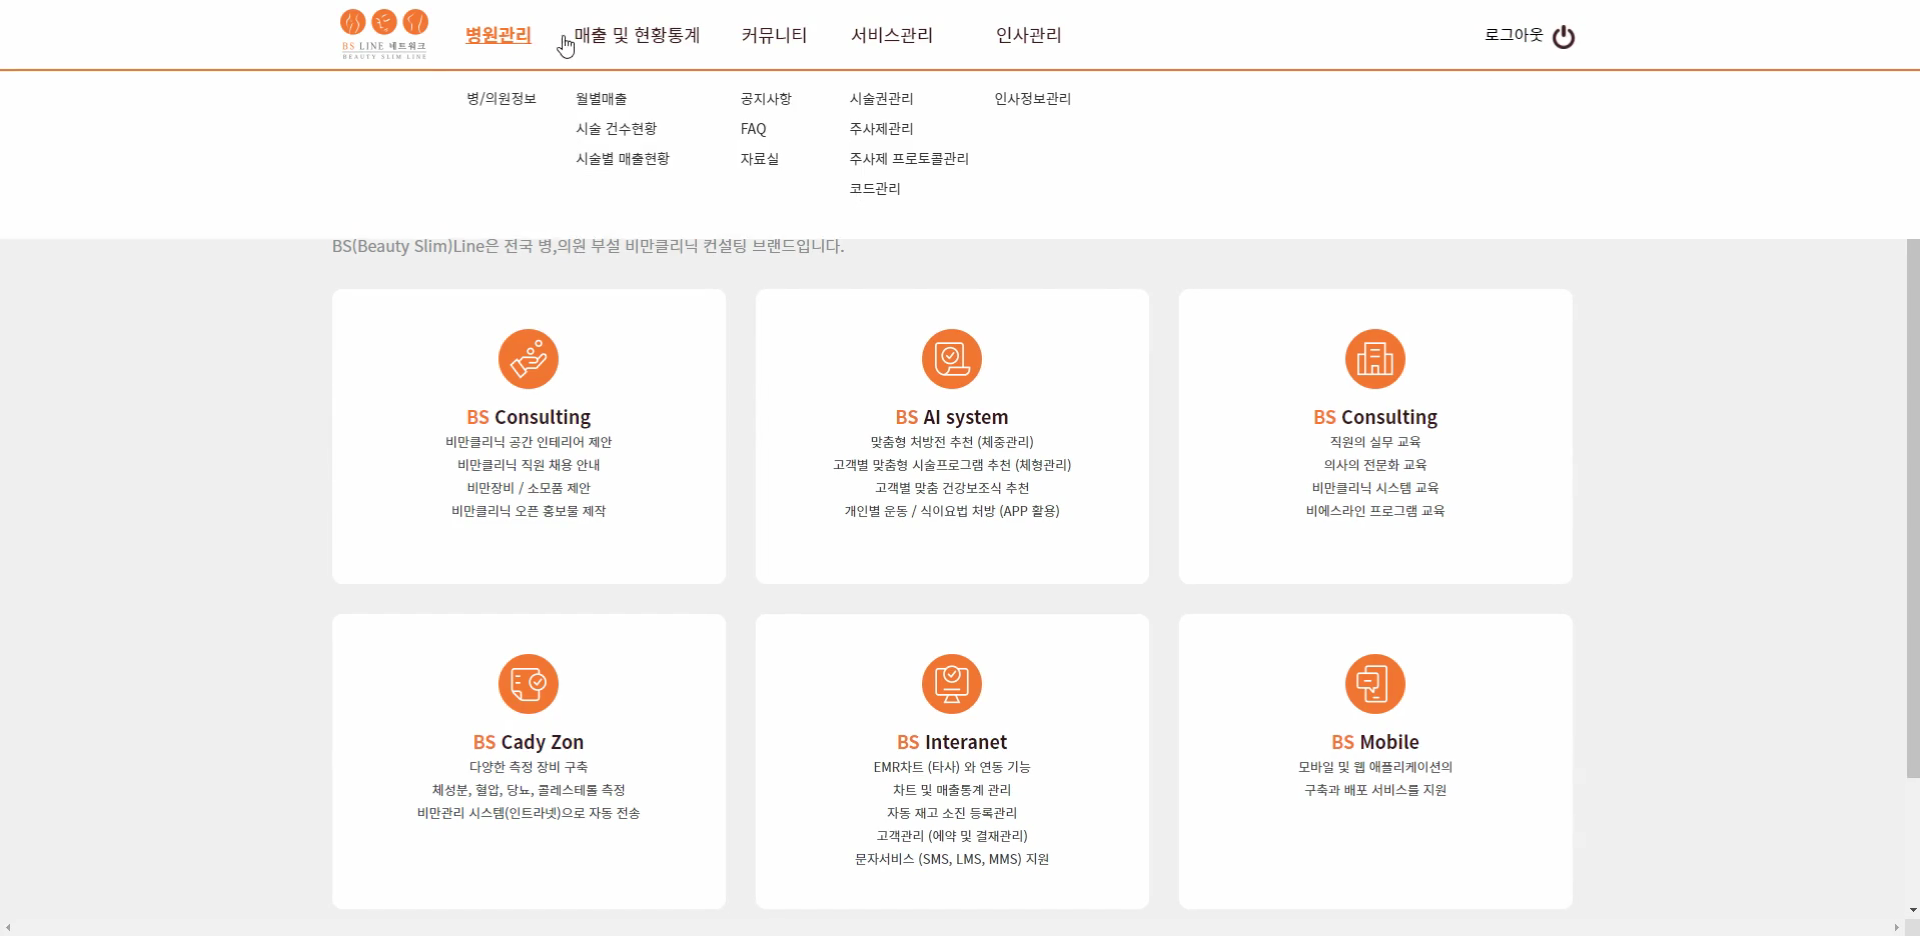 BS LINE 네트워크
BEAUTY SLIM LINE
병원관리
매출 및 현황통계
커뮤니티
서비스관리
인사관리
로그아웃
병/의원정보
월별매출
시술 건수현황
시술별 매출현황
공지사항
FAQ
자료실
시술권관리
주사제관리
주사제 프로토콜관리
코드관리
인사정보관리
BS(Beauty Slim)Line은 전국 병,의원 부설 비만클리닉 컨설팅 브랜드입니다.
BS Consulting
비만클리닉 공간 인테리어 제안
비만클리닉 직원 채용 안내
비만장비 / 소모품 제안
비만클리닉 오픈 홍보물 제작
BS AI system
맞춤형 처방전 추천 (체중관리)
고객별 맞춤형 시술프로그램 추천 (체형관리)
고객별 맞춤 건강보조식 추천
개인별 운동 / 식이요법 처방 (APP 활용)
BS Consulting
직원의 실무 교육
의사의 전문화 교육
비만클리닉 시스템 교육
비에스라인 프로그램 교육
BS Cady Zon
다양한 측정 장비 구축
체성분, 혈압, 당뇨, 콜레스테롤 측정
비만관리 시스템(인트라넷)으로 자동 전송
BS Interanet
EMR차트 (타사) 와 연동 기능
차트 및 매출통계 관리
자동 재고 소진 등록관리
고객관리 (예약 및 결재관리)
문자서비스 (SMS, LMS, MMS) 지원
BS Mobile
모바일 및 웹 애플리케이션의
구축과 배포 서비스를 지원